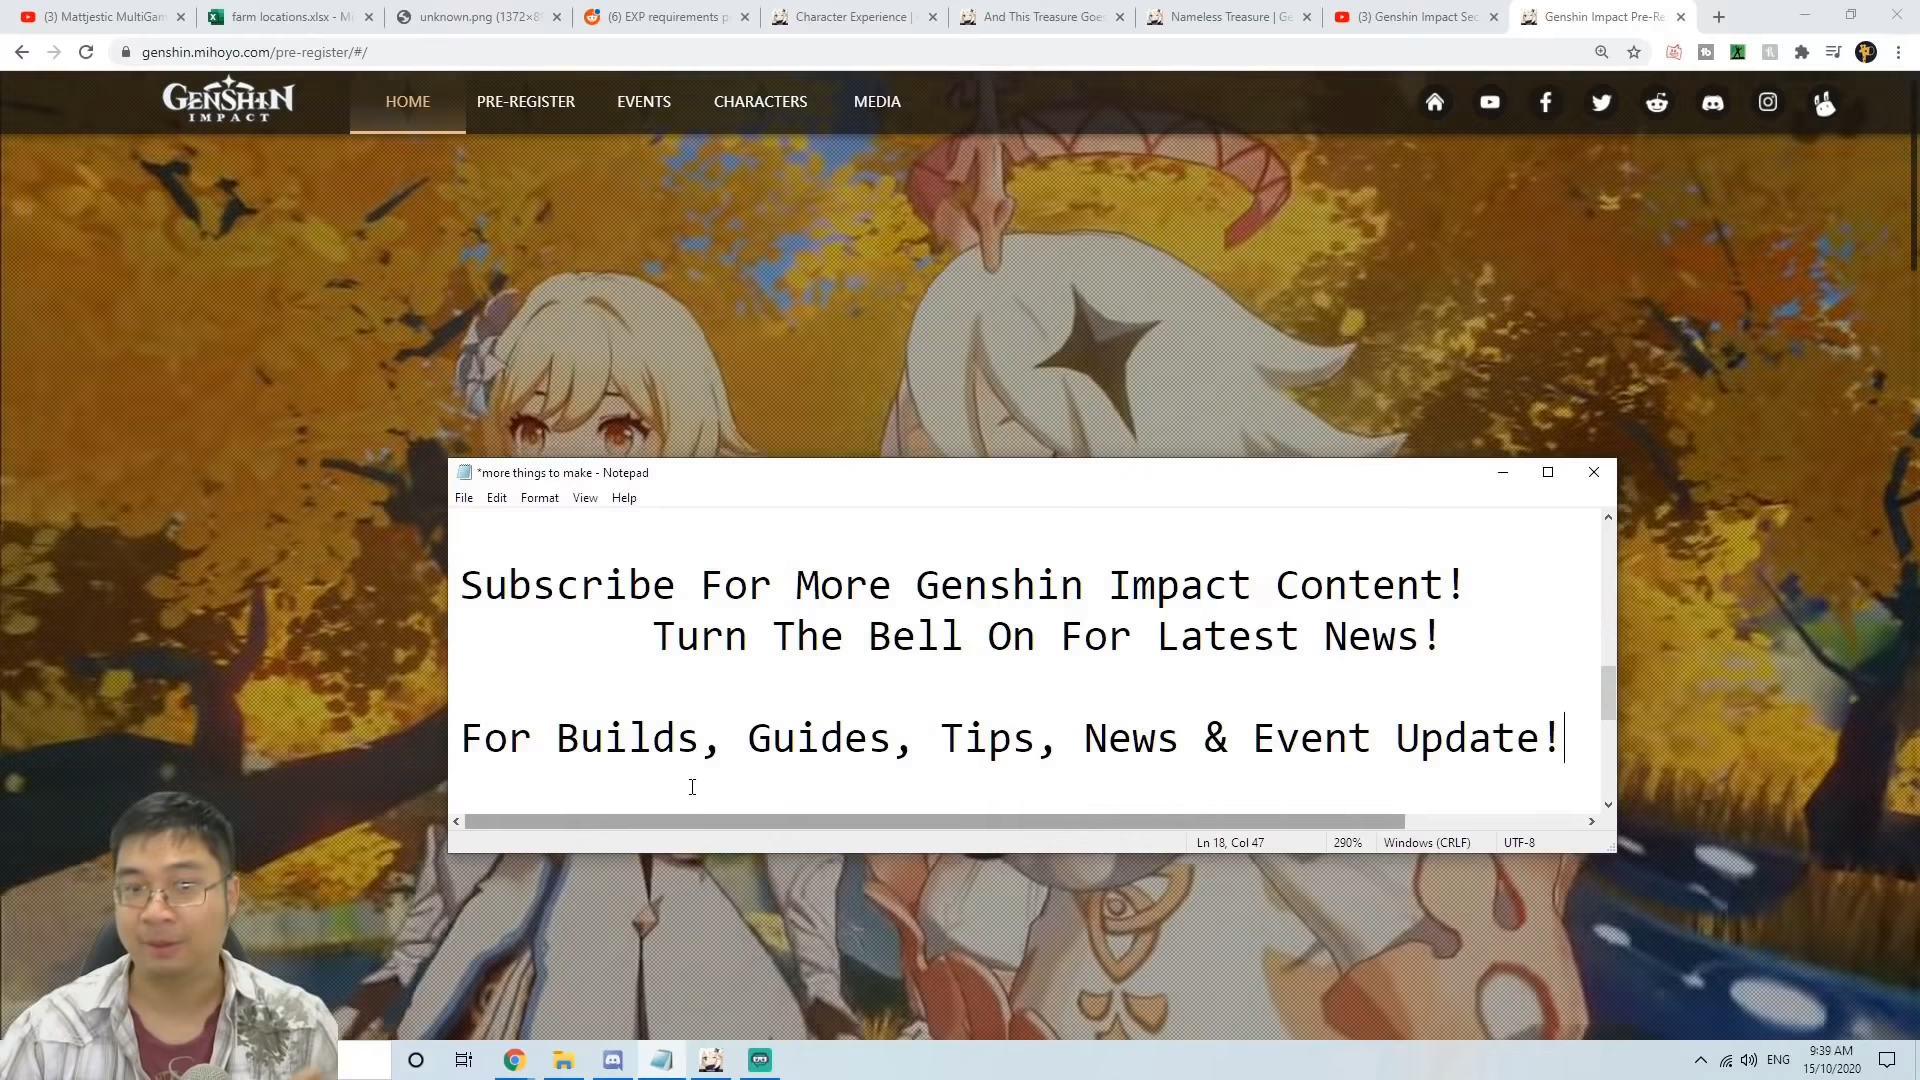 (3) Mattjestic MultiGam
farm locations.xlsx - Mi
unknown.png (1372×8
(6) EXP requirements p
Character Experience |
And This Treasure Goes
Nameless Treasure | Ge
(3) Genshin Impact Sec
Genshin Impact Pre-Re
genshin.mihoyo.com/pre-register/#/
GENSHIN
IMPACT
HOME
PRE-REGISTER
EVENTS
CHARACTERS
MEDIA
*more things to make - Notepad
File Edit Format View Help
Subscribe For More Genshin Impact Content!
Turn The Bell On For Latest News!
For Builds, Guides, Tips, News & Event Update!
Ln 18, Col 47
290%
Windows (CRLF)
UTF-8
ENG
9:39 AM
15/10/2020